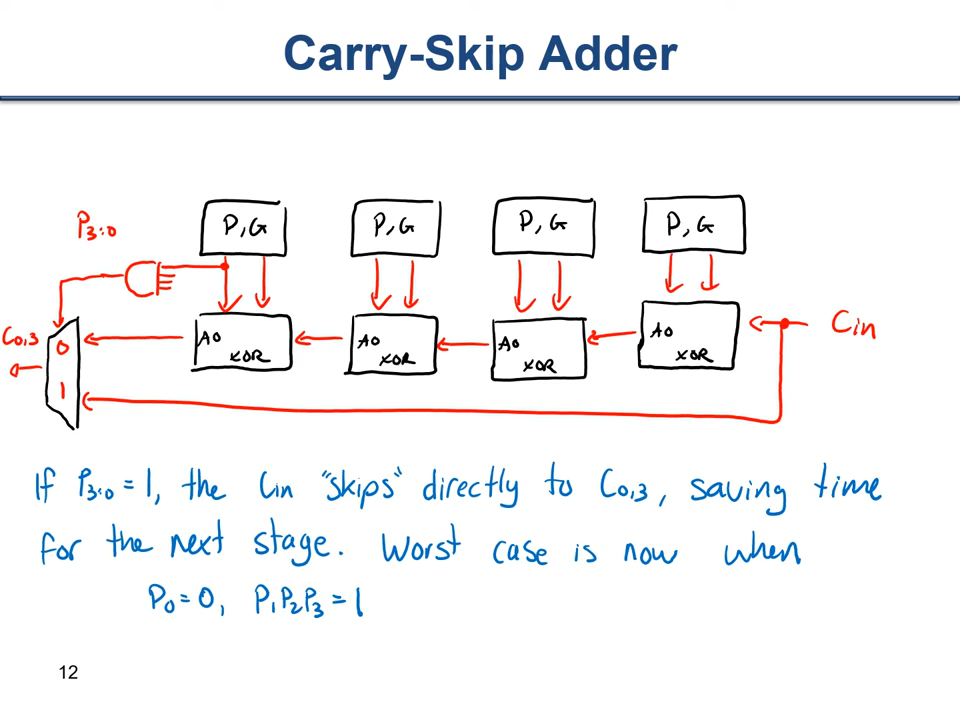 Carry-Skip Adder
P3:0
P,G P,G P,G P,G
Co,3
0
1
AO XOR
AO XOR
AO XOR
AO XOR
Cin
If P3:0 = 1, the Cin "skips" directly to Co,3, saving time
for the next stage. Worst case is now when
P0 = 0, P1P2P3 = 1
12